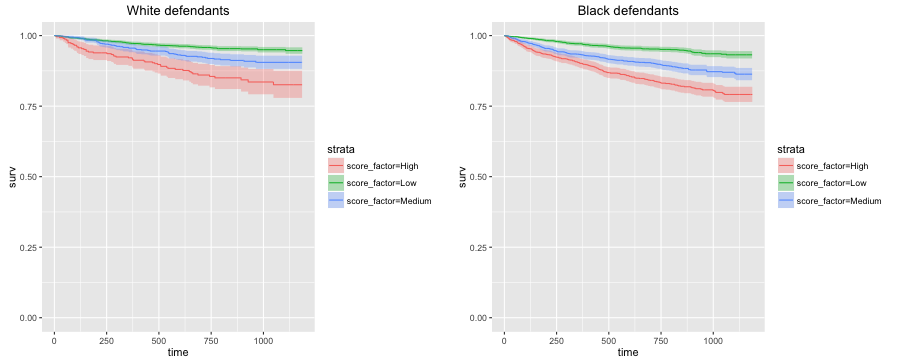 White defendants
1.00
0.75
0.50
0.25
0.00
surv
0 250 500 750 1000
time
strata
score_factor=High
score_factor=Low
score_factor=Medium
Black defendants
1.00
0.75
0.50
0.25
0.00
surv
0 250 500 750 1000
time
strata
score_factor=High
score_factor=Low
score_factor=Medium